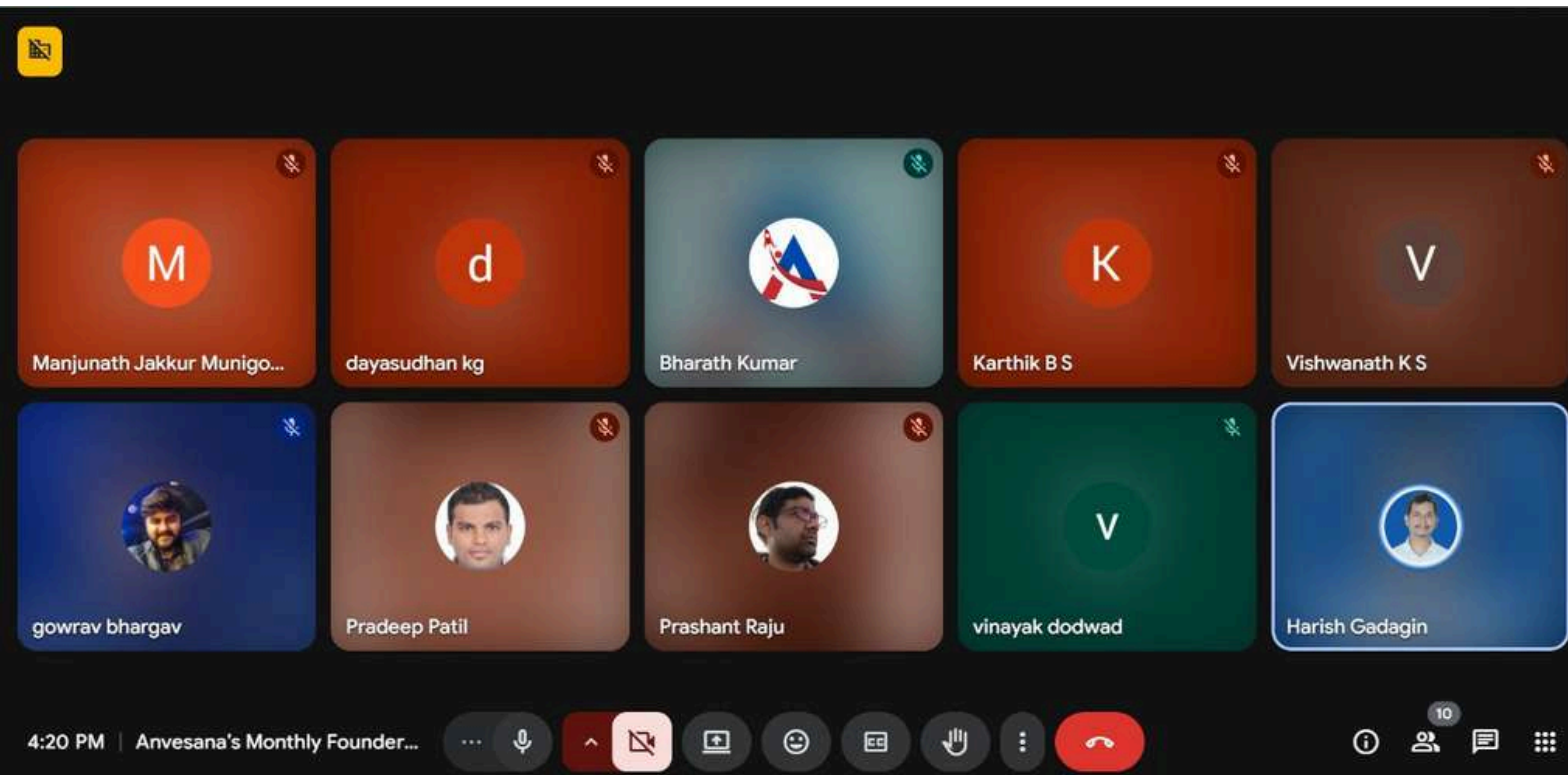 M
d
K
V
Manjunath Jakkur Munigo...
dayasudhan kg
Bharath Kumar
Karthik B S
Vishwanath K S
v
gowrav bhargav
Pradeep Patil
Prashant Raju
vinayak dodwad
Harish Gadagin
10
4:20 PM | Anvesana's Monthly Founder...
CC